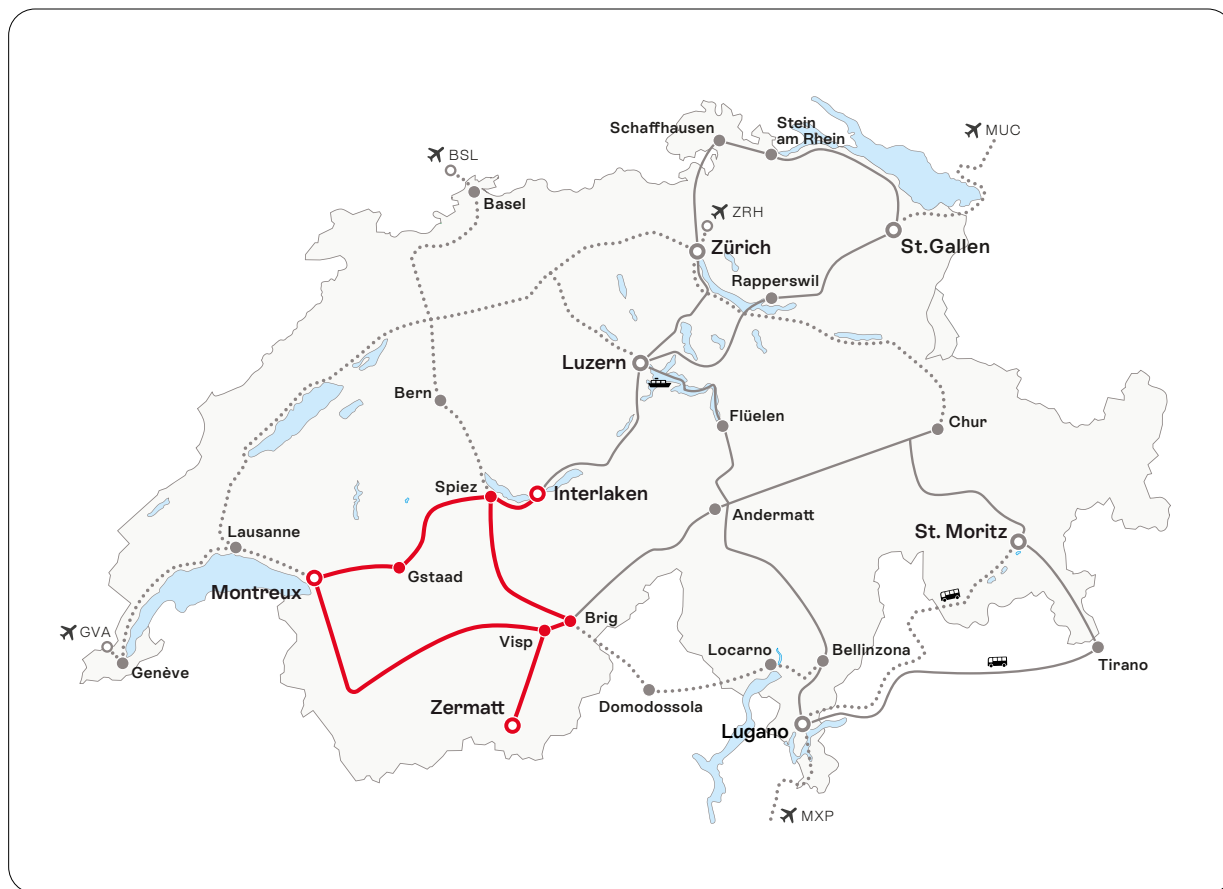 Schaffhausen
Stein
am Rhein
MUC
BSL
Basel
ZRH
Zürich
St.Gallen
Rapperswil
Luzern
Bern
Flüelen
Chur
Spiez
Interlaken
Andermatt
Lausanne
St. Moritz
Gstaad
Montreux
Brig
GVA
Visp
Genève
Locarno
Bellinzona
Tirano
Zermatt
Domodossola
Lugano
MXP